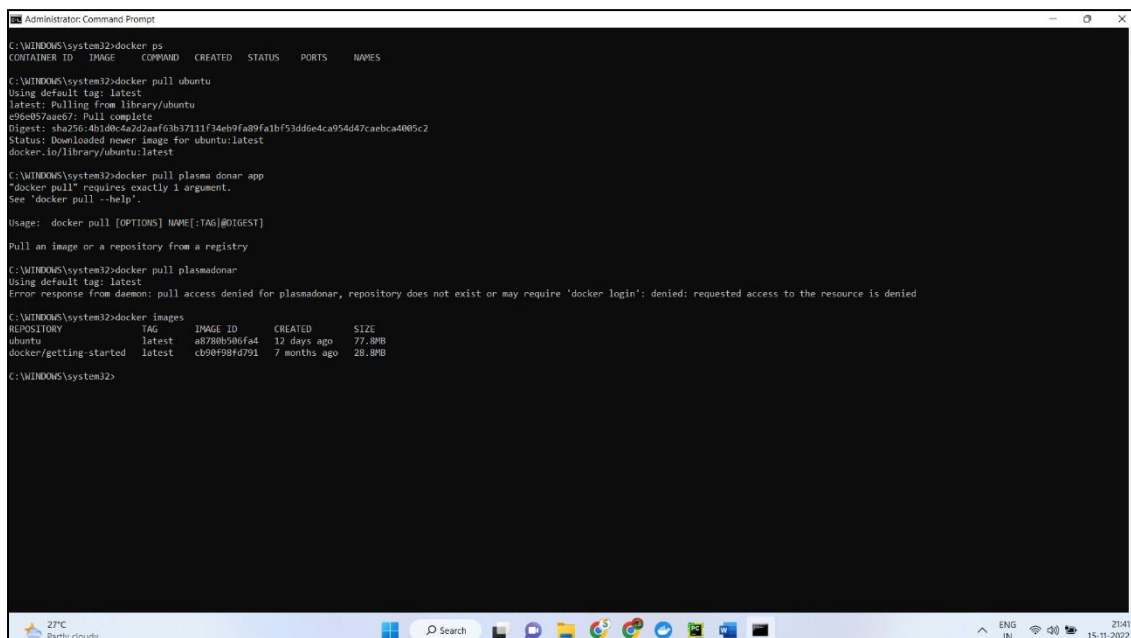 Administrator: Command Prompt
C:\WINDOWS\system32>docker ps
CONTAINER ID IMAGE COMMAND CREATED STATUS PORTS NAMES
C:\WINDOWS\system32>docker pull ubuntu
Using default tag: latest
latest: Pulling from library/ubuntu
e96e057aae67: Pull complete
Digest: sha256:4b1d0c4a2d2aaf63b37111f34eb9fa89fa1bf53dd6e4ca954d47caebca4005c2
Status: Downloaded newer image for ubuntu:latest
docker.io/library/ubuntu:latest
C:\WINDOWS\system32>docker pull plasma donar app
"docker pull" requires exactly 1 argument.
See 'docker pull --help'.
Usage: docker pull [OPTIONS] NAME[:TAG|@DIGEST]
Pull an image or a repository from a registry
C:\WINDOWS\system32>docker pull plasmadonar
Using default tag: latest
Error response from daemon: pull access denied for plasmadonar, repository does not exist or may require 'docker login': denied: requested access to the resource is denied
C:\WINDOWS\system32>docker images
REPOSITORY TAG IMAGE ID CREATED SIZE
ubuntu latest a8780b506fa4 12 days ago 77.8MB
docker/getting-started latest cb90f98fd791 7 months ago 28.8MB
C:\WINDOWS\system32>
27°C
Partly cloudy
Search
ENG
IN
21:41